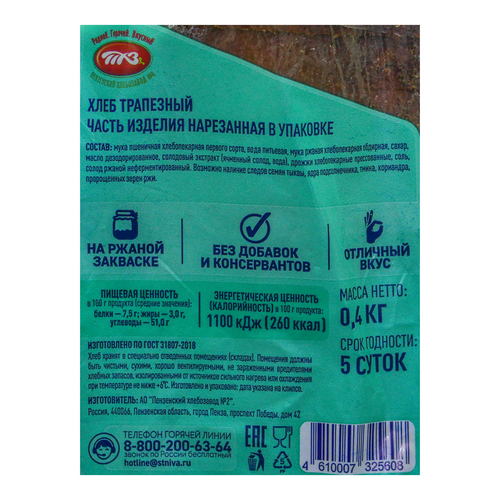 Родной. Горячий. Вкусный
ПХЗ
ПЕНЗЕНСКИЙ ХЛЕБОЗАВОД №2
ХЛЕБ ТРАПЕЗНЫЙ
ЧАСТЬ ИЗДЕЛИЯ НАРЕЗАННАЯ В УПАКОВКЕ
СОСТАВ: мука пшеничная хлебопекарная первого сорта, вода питьевая, мука ржаная хлебопекарная обдирная, сахар,
масло дезодорированное, солодовый экстракт (ячменный солод, вода), дрожжи хлебопекарные прессованные, соль,
солод ржаной неферментированный. Возможно наличие следов семян тыквы, ядра подсолнечника, тмина, кориандра,
пророщенных зерен ржи.
НА РЖАНОЙ
ЗАКВАСКЕ
БЕЗ ДОБАВОК
И КОНСЕРВАНТОВ
ОТЛИЧНЫЙ
ВКУС
ПИЩЕВАЯ ЦЕННОСТЬ
в 100 г продукта (средние значения):
белки – 7,5 г; жиры – 3,0 г,
углеводы – 51,0 г
ЭНЕРГЕТИЧЕСКАЯ ЦЕННОСТЬ
(КАЛОРИЙНОСТЬ) в 100 г продукта:
1100 кДж (260 ккал)
МАССА НЕТТО:
0,4 КГ
СРОК ГОДНОСТИ:
5 СУТОК
ИЗГОТОВЛЕНО ПО ГОСТ 31807-2018
Хлеб хранят в специально отведенных помещениях (складах). Помещения должны
быть чистыми, сухими, хорошо вентилируемыми, не зараженными вредителями
хлебных запасов, изолированными от источников сильного нагрева или охлаждения
при температуре не ниже +6°С. Изготовлено и упаковано: дата указана на клипсе.
ИЗГОТОВИТЕЛЬ: АО "Пензенский хлебозавод №2".
Россия, 440066, Пензенская область, город Пенза, проспект Победы, дом 42
ТЕЛЕФОН ГОРЯЧЕЙ ЛИНИИ
8-800-200-63-64
звонок по России бесплатный
hotline@stniva.ru
EAC
5
4 610007 325608